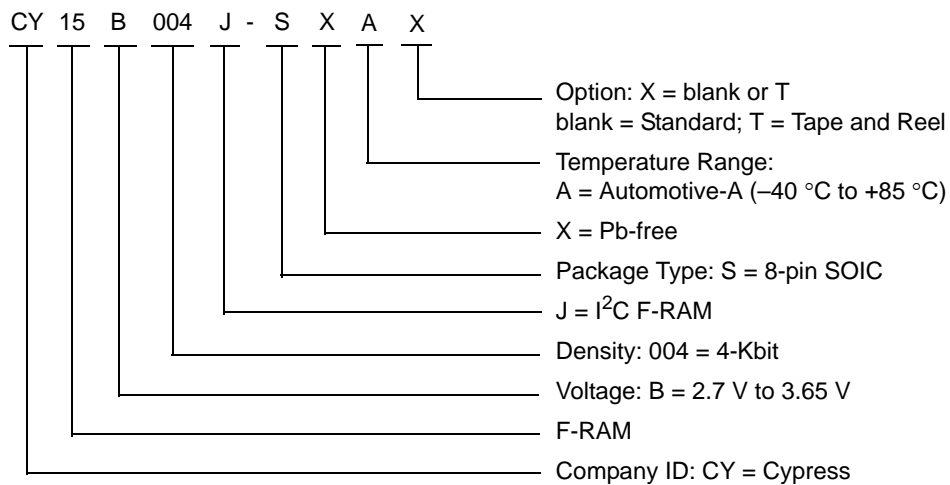 CY 15 B 004 J - S X A X
Option: X = blank or T
blank = Standard; T = Tape and Reel
Temperature Range:
A = Automotive-A (–40 °C to +85 °C)
X = Pb-free
Package Type: S = 8-pin SOIC
J = I²C F-RAM
Density: 004 = 4-Kbit
Voltage: B = 2.7 V to 3.65 V
F-RAM
Company ID: CY = Cypress